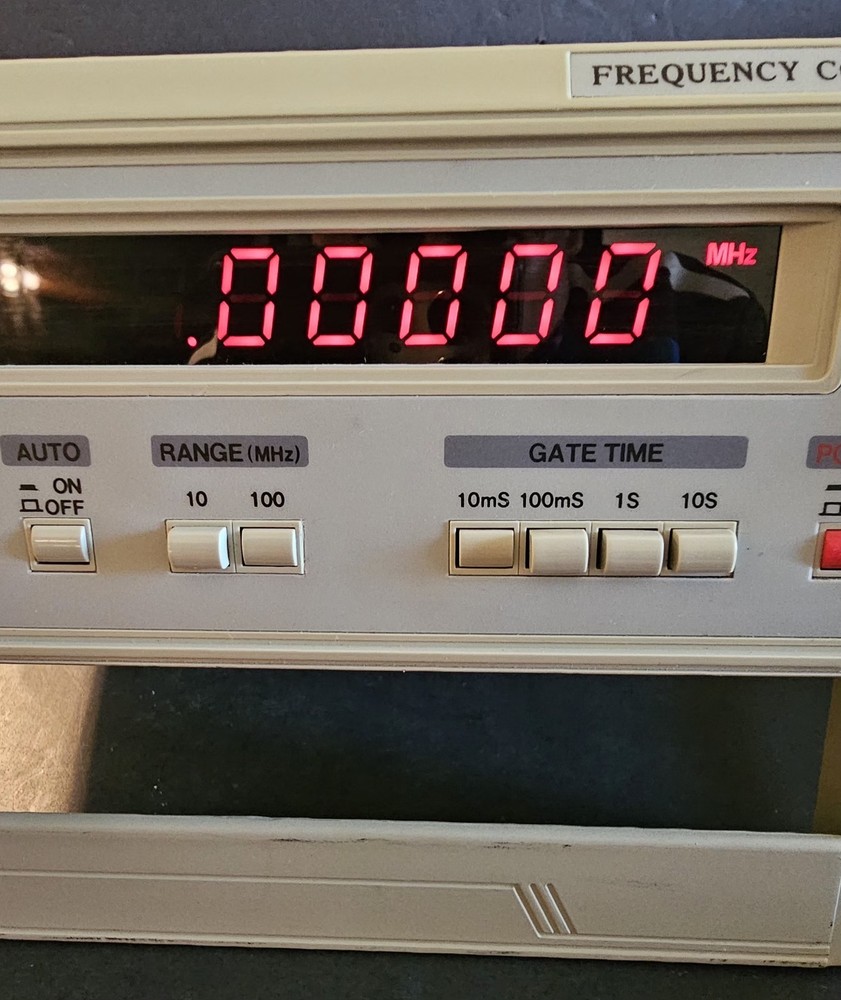 FREQUENCY
.00000 MHz
AUTO RANGE (MHz) GATE TIME
ON
OFF
10 100 10mS 100mS 1S 10S